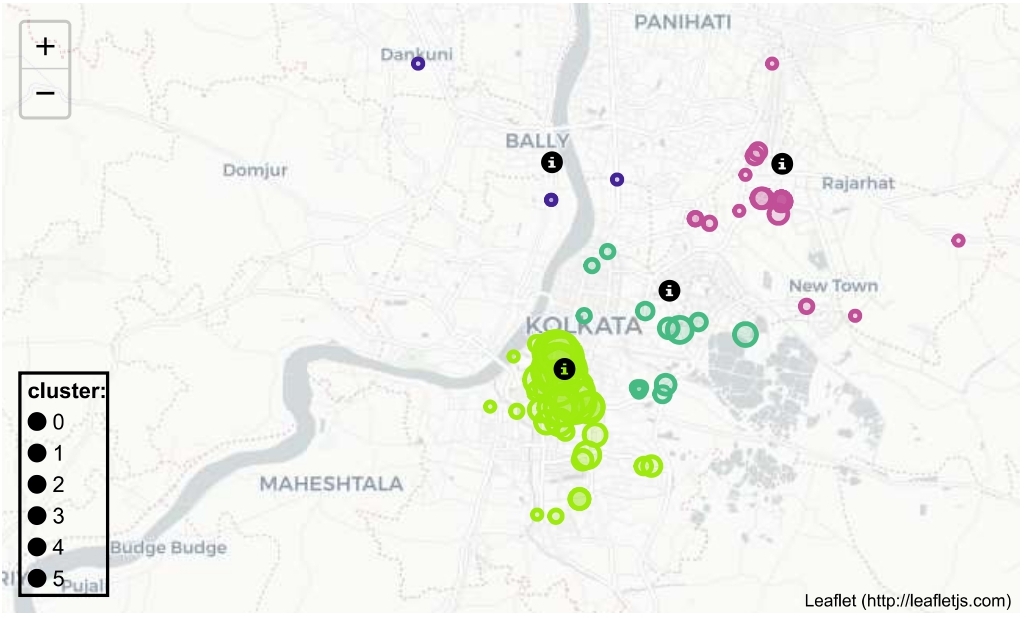 PANIHATI
+
Dankuni
−
BALLY
i
i
Domjur
Rajarhat
New Town
i
KOLKATA
i
cluster:
0
1
2
3
4
5
MAHESHTALA
Budge Budge
Pujal
Leaflet (http://leafletjs.com)